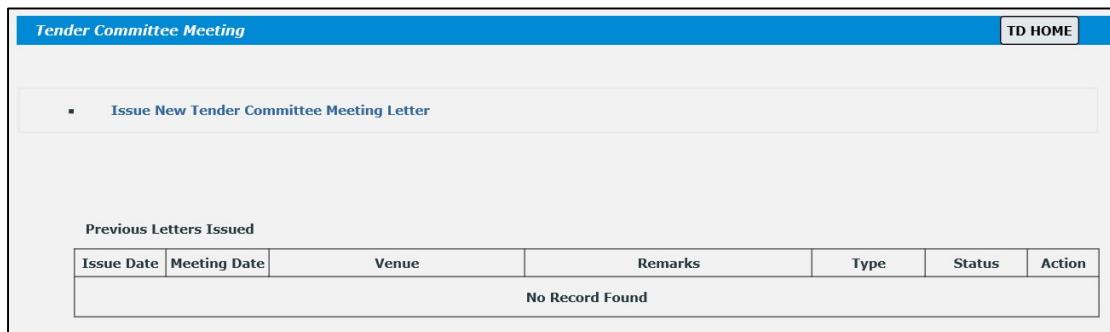 Tender Committee Meeting TD HOME
Issue New Tender Committee Meeting Letter
Previous Letters Issued
Issue Date Meeting Date Venue Remarks Type Status Action
No Record Found